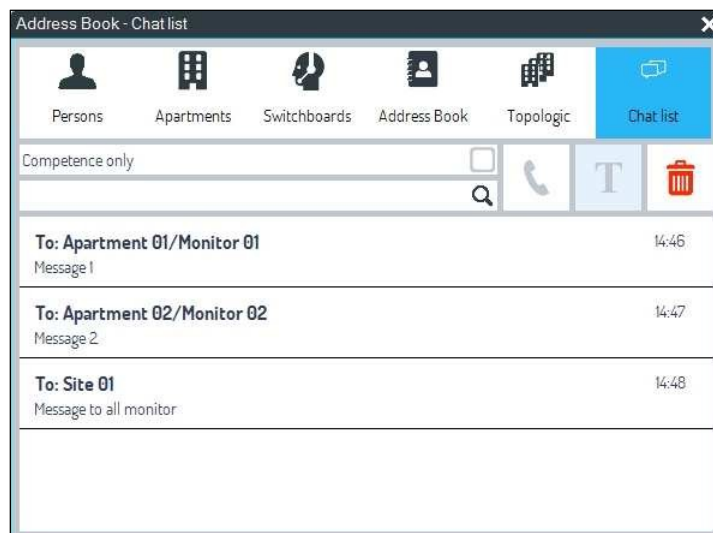 Address Book - Chat list
Persons Apartments Switchboards Address Book Topologic Chat list
Competence only
T
To: Apartment 01/Monitor 01 14:46
Message 1
To: Apartment 02/Monitor 02 14:47
Message 2
To: Site 01 14:48
Message to all monitor